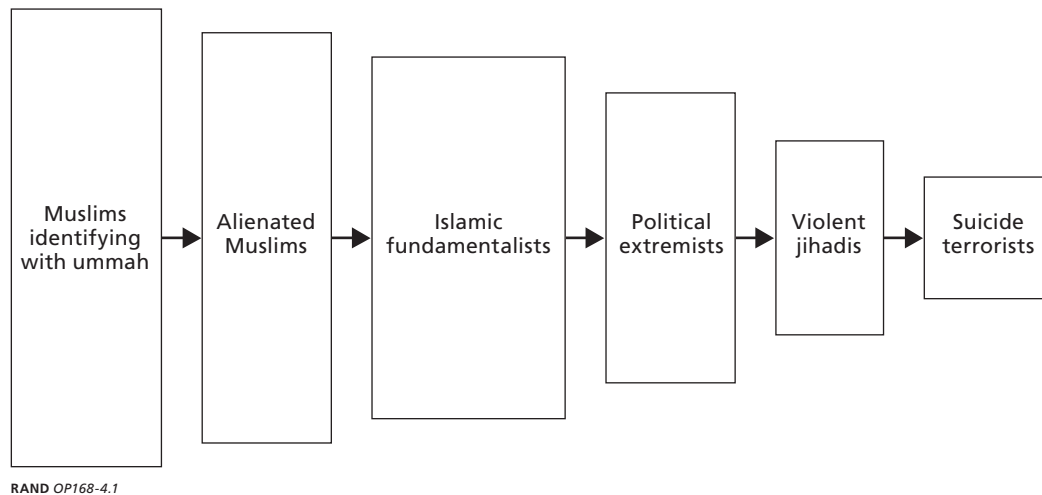 Muslims
identifying
with ummah
Alienated
Muslims
Islamic
fundamentalists
Political
extremists
Violent
jihadis
Suicide
terrorists
RAND OP168-4.1